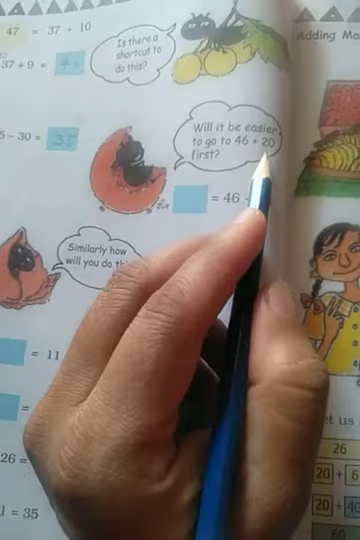 47 = 37 + 10
37 + 9 =
Is there a
shortcut to
do this?
Adding Mo
5 - 30 = 35
Will it be easier
to go to 46 + 20
first?
= 46 -
Similarly how
will you do th
= 11
=
26 =
1 = 35
et us
26
20 + 6
20 +
60